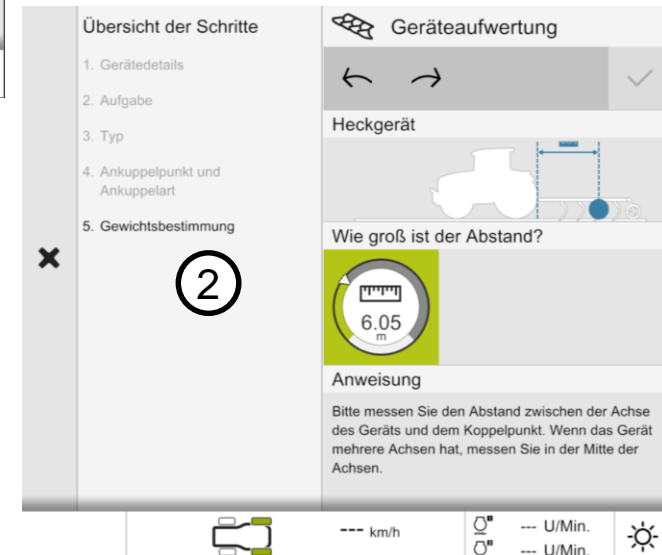 Übersicht der Schritte
1. Gerätedetails
2. Aufgabe
3. Typ
4. Ankuppelpunkt und
Ankuppelart
5. Gewichtsbestimmung
2
Geräteaufwertung
Heckgerät
Wie groß ist der Abstand?
6.05
m
Anweisung
Bitte messen Sie den Abstand zwischen der Achse
des Geräts und dem Koppelpunkt. Wenn das Gerät
mehrere Achsen hat, messen Sie in der Mitte der
Achsen.
--- km/h
--- U/Min.
--- U/Min.